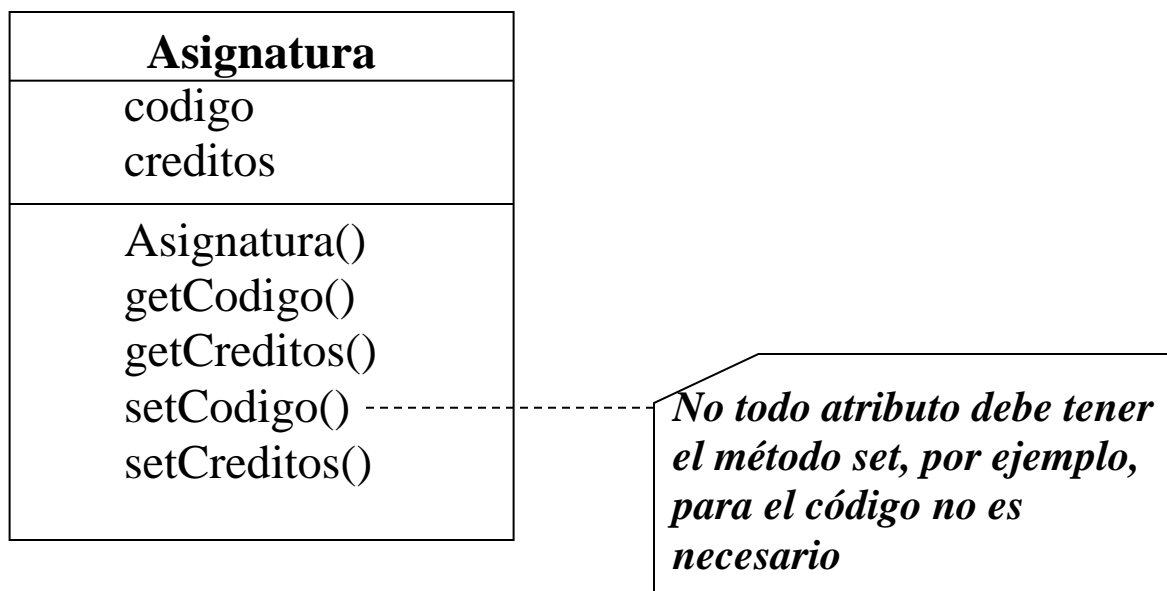 Asignatura
codigo
creditos
Asignatura()
getCodigo()
getCreditos()
setCodigo()
setCreditos()
No todo atributo debe tener
el método set, por ejemplo,
para el código no es
necesario